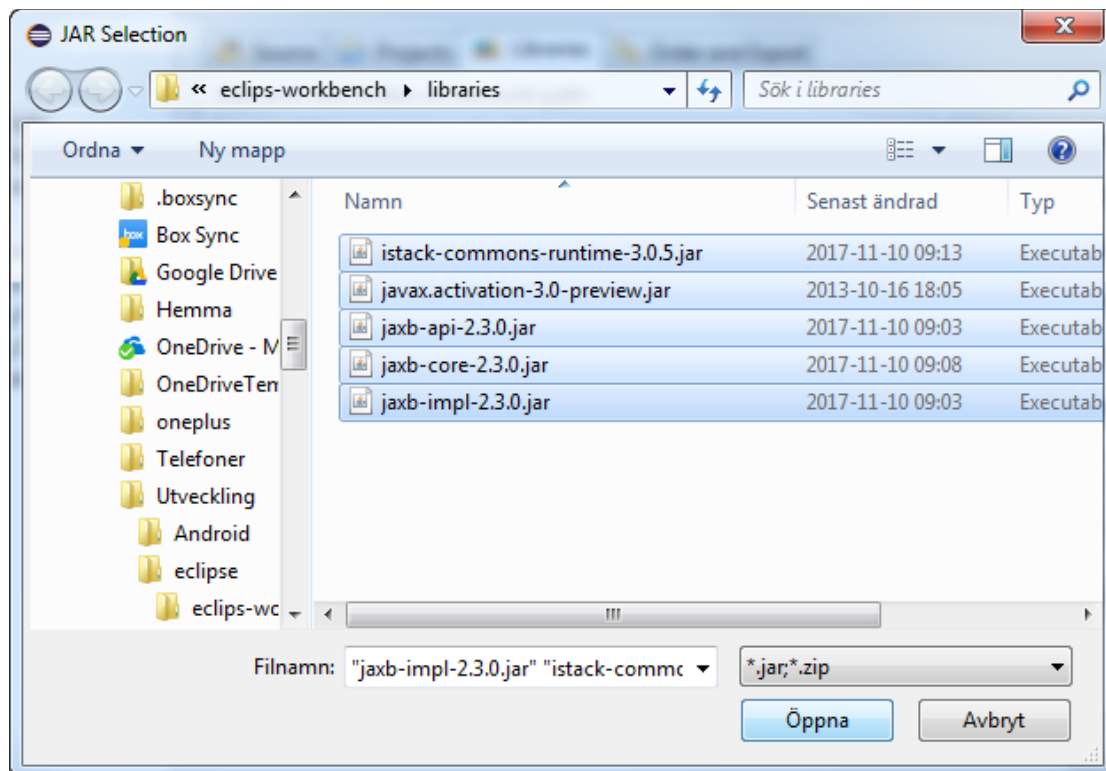 JAR Selection
« eclips-workbench libraries
Sök i libraries
Ordna
Ny mapp
.boxsync
Box Sync
Google Drive
Hemma
OneDrive - M
OneDriveTem
oneplus
Telefoner
Utveckling
Android
eclipse
eclips-wo
Namn Senast ändrad Typ
istack-commons-runtime-3.0.5.jar 2017-11-10 09:13 Executab
javax.activation-3.0-preview.jar 2013-10-16 18:05 Executab
jaxb-api-2.3.0.jar 2017-11-10 09:03 Executab
jaxb-core-2.3.0.jar 2017-11-10 09:08 Executab
jaxb-impl-2.3.0.jar 2017-11-10 09:03 Executab
Filnamn: "jaxb-impl-2.3.0.jar" "istack-commo
*.jar;*.zip
Öppna
Avbryt